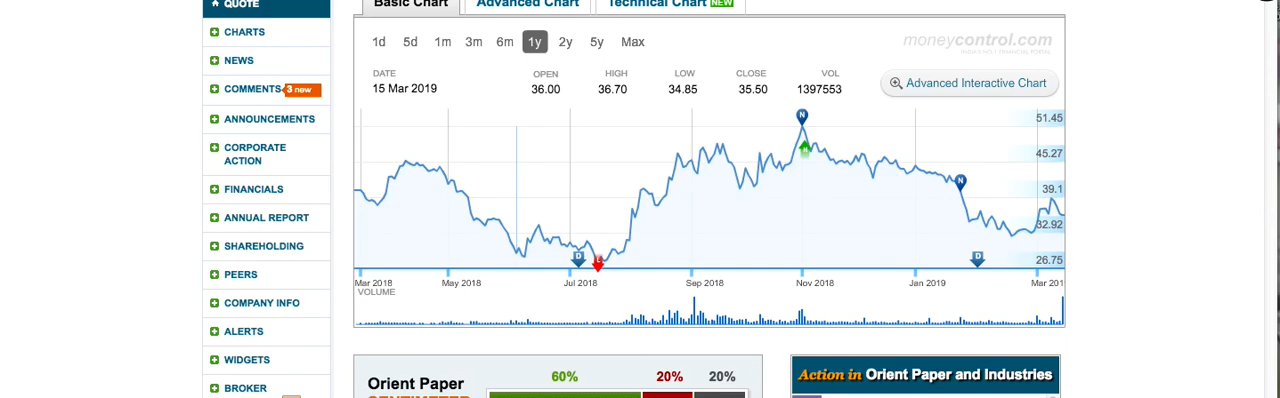 QUOTE
CHARTS
NEWS
COMMENTS 3 new
ANNOUNCEMENTS
CORPORATE
ACTION
FINANCIALS
ANNUAL REPORT
SHAREHOLDING
PEERS
COMPANY INFO
ALERTS
WIDGETS
BROKER
Basic Chart Advanced Chart Technical Chart NEW
1d 5d 1m 3m 6m 1y 2y 5y Max
moneycontrol.com
DATE OPEN HIGH LOW CLOSE VOL
15 Mar 2019 36.00 36.70 34.85 35.50 1397553
Advanced Interactive Chart
51.45
45.27
39.1
32.92
26.75
N
N
D
D
Mar 2018 May 2018 Jul 2018 Sep 2018 Nov 2018 Jan 2019 Mar 201
VOLUME
60% 20% 20%
Orient Paper
Action in Orient Paper and Industries